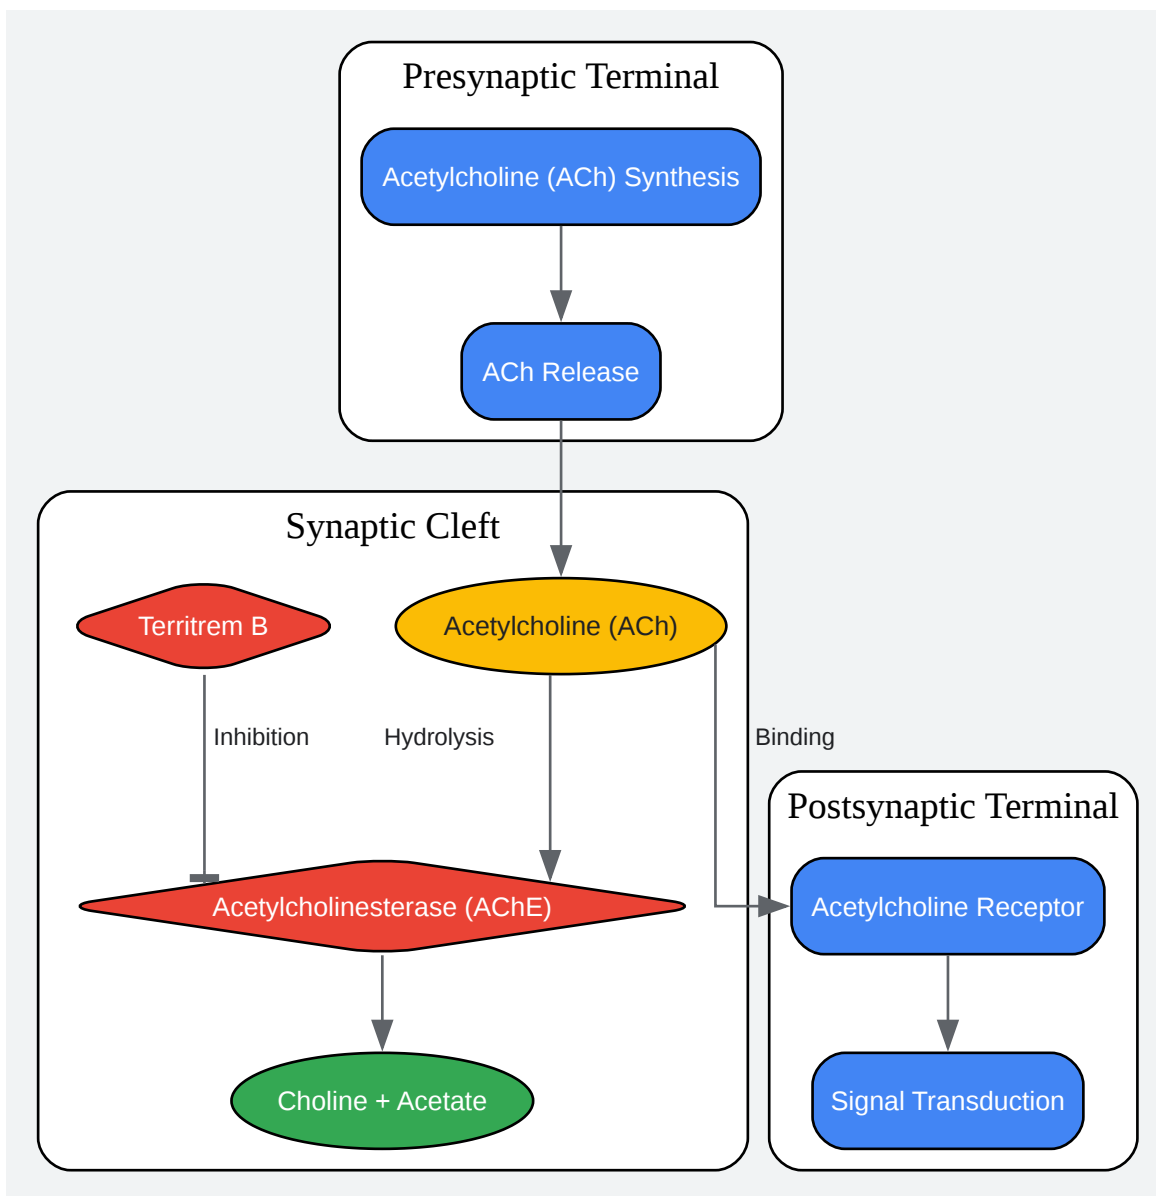 Presynaptic Terminal
Acetylcholine (ACh) Synthesis
ACh Release
Synaptic Cleft
Territrem B
Acetylcholine (ACh)
Inhibition
Hydrolysis
Binding
Postsynaptic Terminal
Acetylcholinesterase (AChE)
Acetylcholine Receptor
Choline + Acetate
Signal Transduction